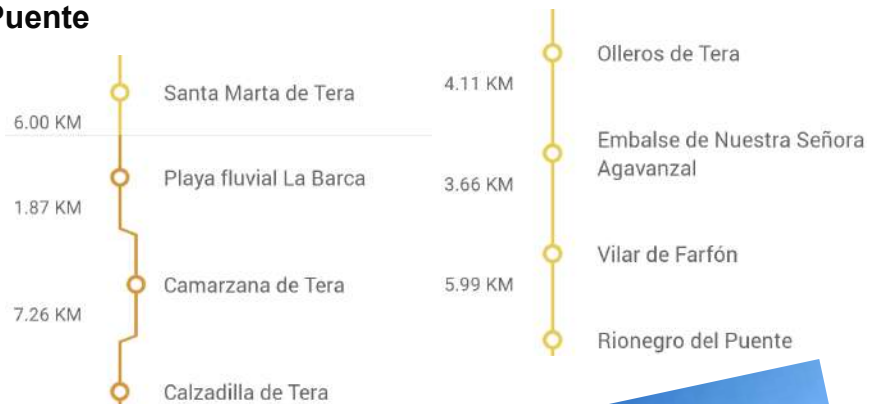 Puente
Santa Marta de Tera
6.00 KM
Playa fluvial La Barca
1.87 KM
Camarzana de Tera
7.26 KM
Calzadilla de Tera
Olleros de Tera
4.11 KM
Embalse de Nuestra Señora
Agavanzal
3.66 KM
Vilar de Farfón
5.99 KM
Rionegro del Puente